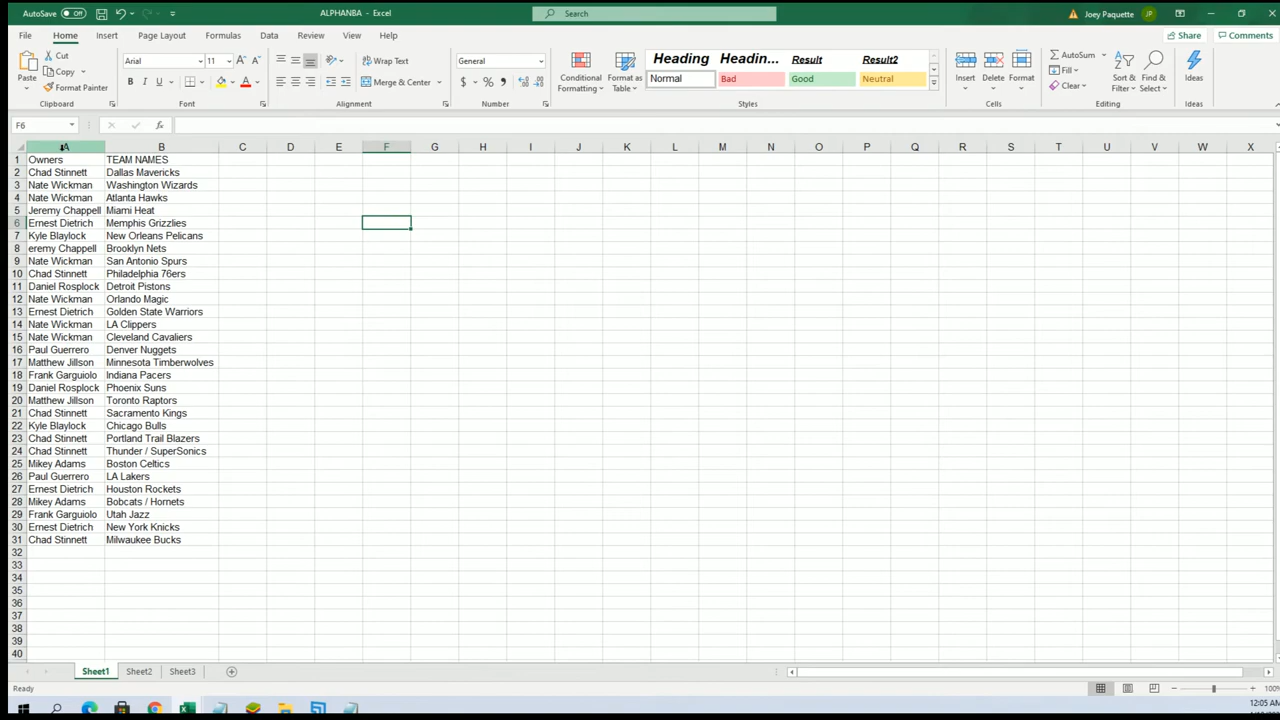 AutoSave Off ALPHANBA - Excel Search Joey Paquette JP
File Home Insert Page Layout Formulas Data Review View Help Share Comments
Paste Cut Copy Format Painter Clipboard
Arial 11 B I U A A A Font
Wrap Text Merge & Center Alignment
General $ % , Number
Conditional Formatting Format as Table
Heading Headin... Result Result2
Normal Bad Good Neutral
Styles
Insert Delete Format Cells
AutoSum Fill Clear Sort & Filter Find & Select Editing
Ideas Ideas
F6 fx
A B C D E F G H I J K L M N O P Q R S T U V W X
1 Owners TEAM NAMES
2 Chad Stinnett Dallas Mavericks
3 Nate Wickman Washington Wizards
4 Nate Wickman Atlanta Hawks
5 Jeremy Chappell Miami Heat
6 Ernest Dietrich Memphis Grizzlies
7 Kyle Blaylock New Orleans Pelicans
8 eremy Chappell Brooklyn Nets
9 Nate Wickman San Antonio Spurs
10 Chad Stinnett Philadelphia 76ers
11 Daniel Rosplock Detroit Pistons
12 Nate Wickman Orlando Magic
13 Ernest Dietrich Golden State Warriors
14 Nate Wickman LA Clippers
15 Nate Wickman Cleveland Cavaliers
16 Paul Guerrero Denver Nuggets
17 Matthew Jillson Minnesota Timberwolves
18 Frank Garguiolo Indiana Pacers
19 Daniel Rosplock Phoenix Suns
20 Matthew Jillson Toronto Raptors
21 Chad Stinnett Sacramento Kings
22 Kyle Blaylock Chicago Bulls
23 Chad Stinnett Portland Trail Blazers
24 Chad Stinnett Thunder / SuperSonics
25 Mikey Adams Boston Celtics
26 Paul Guerrero LA Lakers
27 Ernest Dietrich Houston Rockets
28 Mikey Adams Bobcats / Hornets
29 Frank Garguiolo Utah Jazz
30 Ernest Dietrich New York Knicks
31 Chad Stinnett Milwaukee Bucks
32
33
34
35
36
37
38
39
40
Sheet1 Sheet2 Sheet3
Ready 100%
12:05 AM